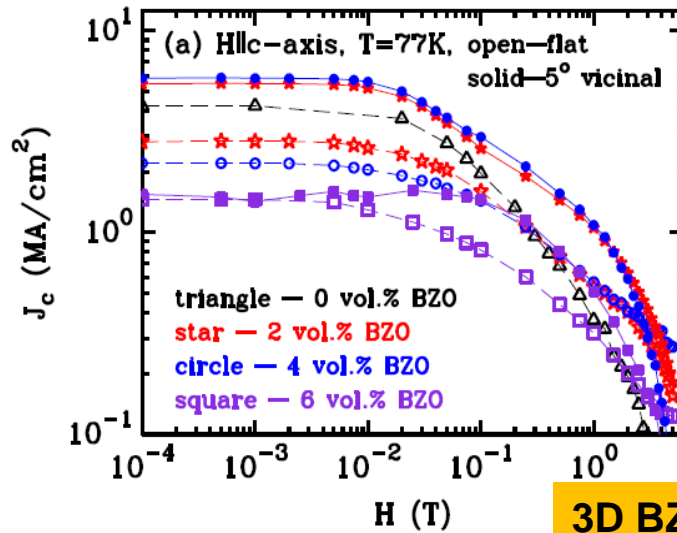 (a) H||c-axis, T=77K, open-flat
solid-5° vicinal
10¹
10⁰
10⁻¹
J_c (MA/cm²)
triangle — 0 vol.% BZO
star — 2 vol.% BZO
circle — 4 vol.% BZO
square — 6 vol.% BZO
10⁻⁴ 10⁻³ 10⁻² 10⁻¹ 10⁰
H (T)
3D BZ